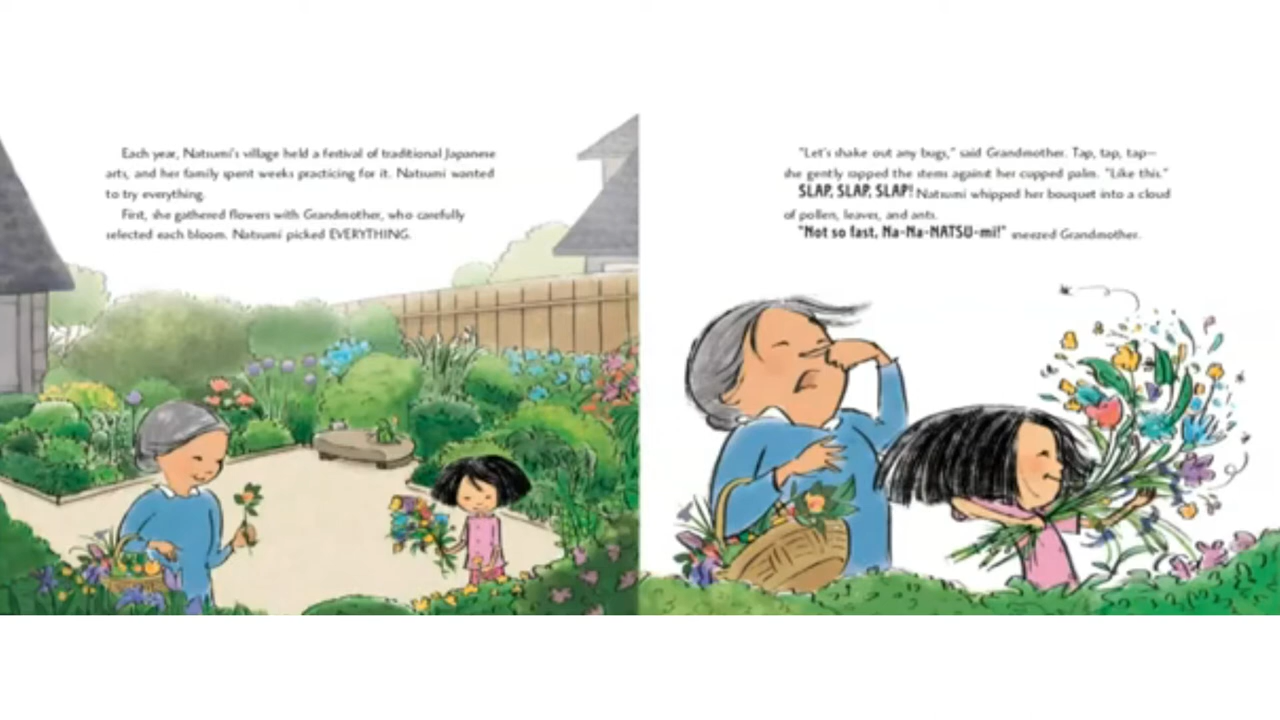 Each year, Natsumi's village held a festival of traditional Japanese
arts, and her family spent weeks practicing for it. Natsumi wanted
to try everything.
First, she gathered flowers with Grandmother, who carefully
selected each bloom. Natsumi picked EVERYTHING.
"Let's shake out any bugs," said Grandmother. Tap, tap, tap—
she gently rapped the stems against her cupped palm. "Like this."
SLAP, SLAP, SLAP! Natsumi whipped her bouquet into a cloud
of pollen, leaves, and ants.
"Not so fast, Na-Na-NATSU-mi!" sneezed Grandmother.